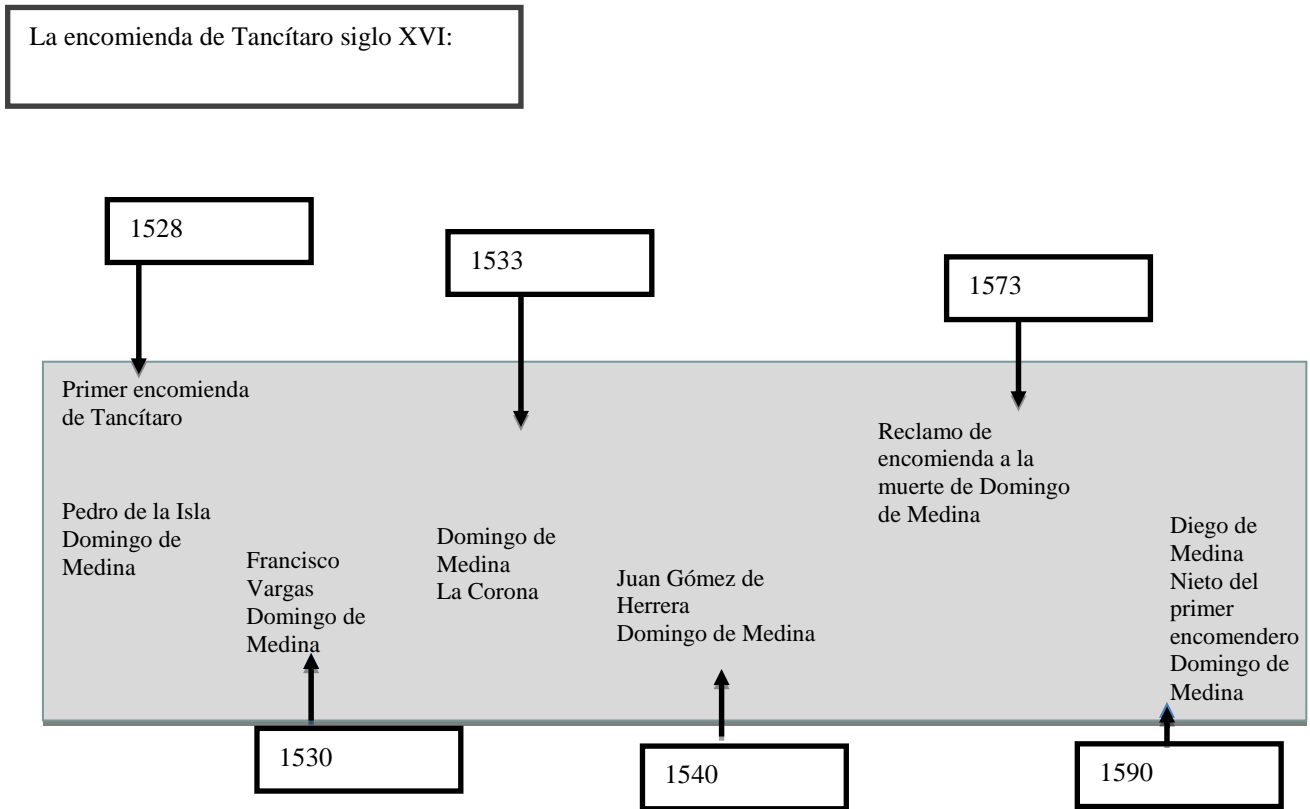 La encomienda de Tancítaro siglo XVI:
1528
1533
1573
Primer encomienda
de Tancítaro
Pedro de la Isla
Domingo de
Medina
Francisco
Vargas
Domingo de
Medina
Domingo de
Medina
La Corona
Juan Gómez de
Herrera
Domingo de Medina
Reclamo de
encomienda a la
muerte de Domingo
de Medina
Diego de
Medina
Nieto del
primer
encomendero
Domingo de
Medina
1530
1540
1590